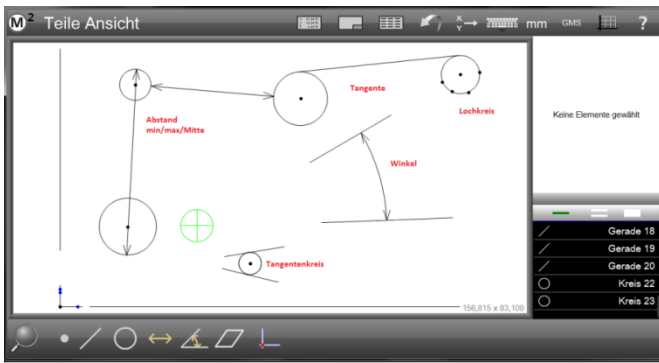 M² Teile Ansicht
X Y mm GMS ?
Tangente
Lochkreis
Abstand
min/max/Mitte
Winkel
Tangentenkreis
156,815 x 83,109
Keine Elemente gewählt
Gerade 18
Gerade 19
Gerade 20
Kreis 22
Kreis 23